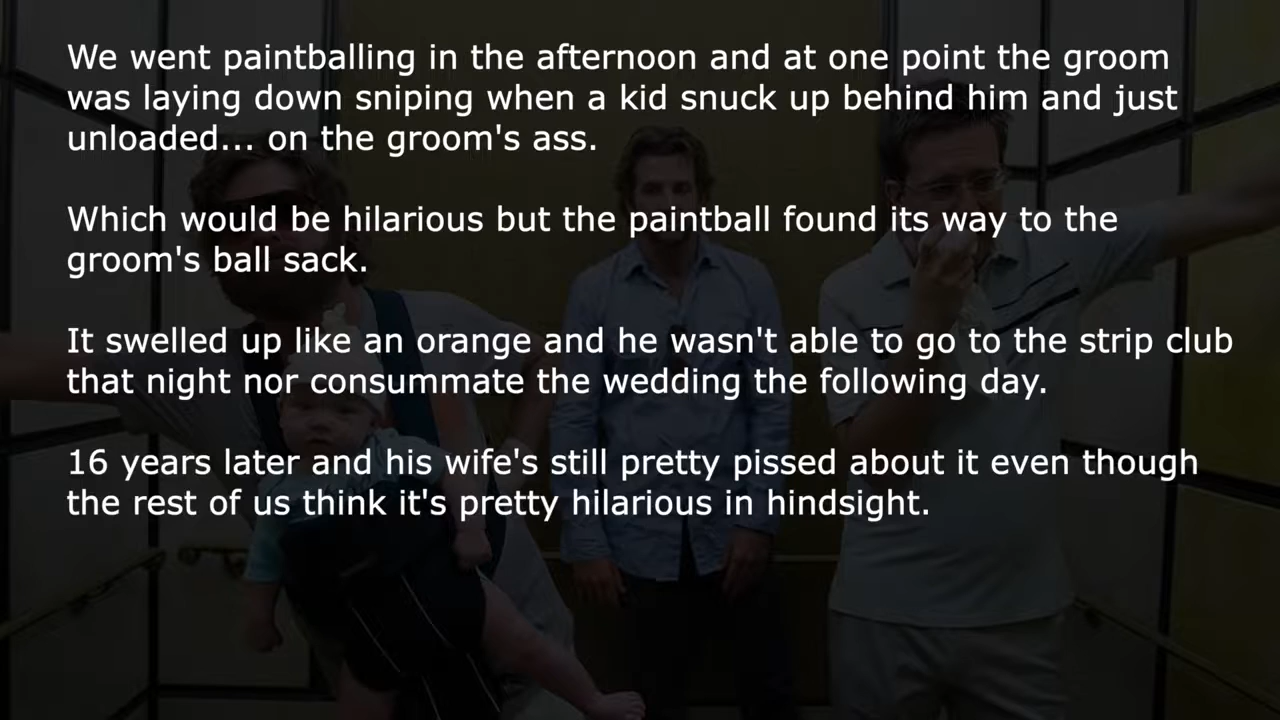 We went paintballing in the afternoon and at one point the groom
was laying down sniping when a kid snuck up behind him and just
unloaded... on the groom's ass.
Which would be hilarious but the paintball found its way to the
groom's ball sack.
It swelled up like an orange and he wasn't able to go to the strip club
that night nor consummate the wedding the following day.
16 years later and his wife's still pretty pissed about it even though
the rest of us think it's pretty hilarious in hindsight.